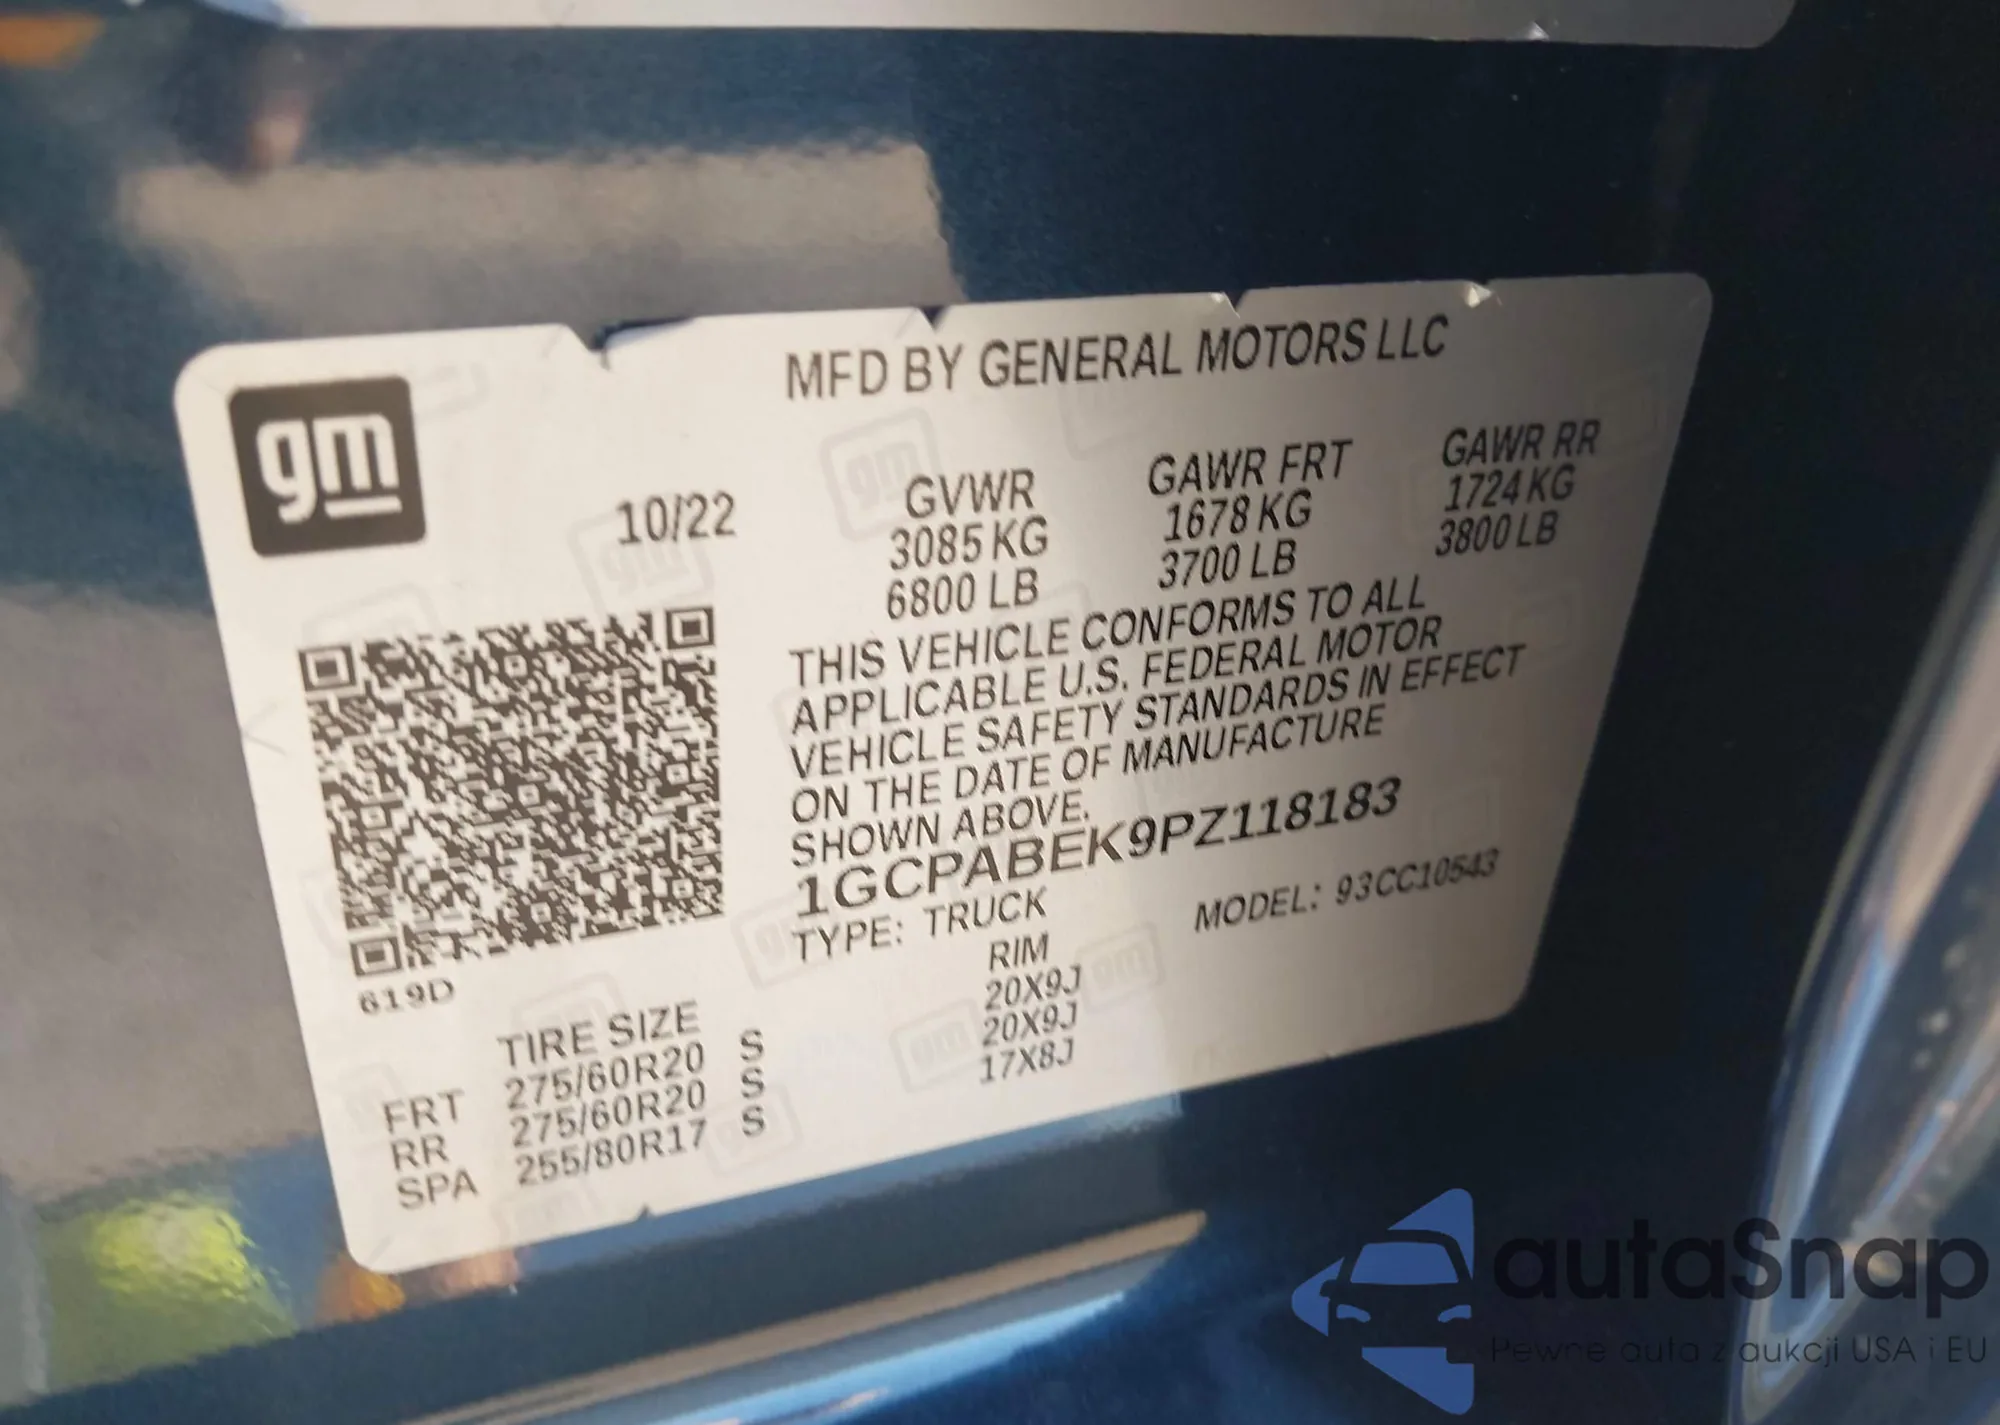 gm
MFD BY GENERAL MOTORS LLC
10/22
GVWR
3085 KG
6800 LB
GAWR FRT
1678 KG
3700 LB
GAWR RR
1724 KG
3800 LB
THIS VEHICLE CONFORMS TO ALL
APPLICABLE U.S. FEDERAL MOTOR
VEHICLE SAFETY STANDARDS IN EFFECT
ON THE DATE OF MANUFACTURE
SHOWN ABOVE.
1GCPABEK9PZ118183
TYPE: TRUCK
MODEL: 93CC10543
619D
TIRE SIZE
RIM
FRT 275/60R20 S 20X9J
RR 275/60R20 S 20X9J
SPA 255/80R17 S 17X8J
autaSnap
Pewne auta z aukcji USA i EU